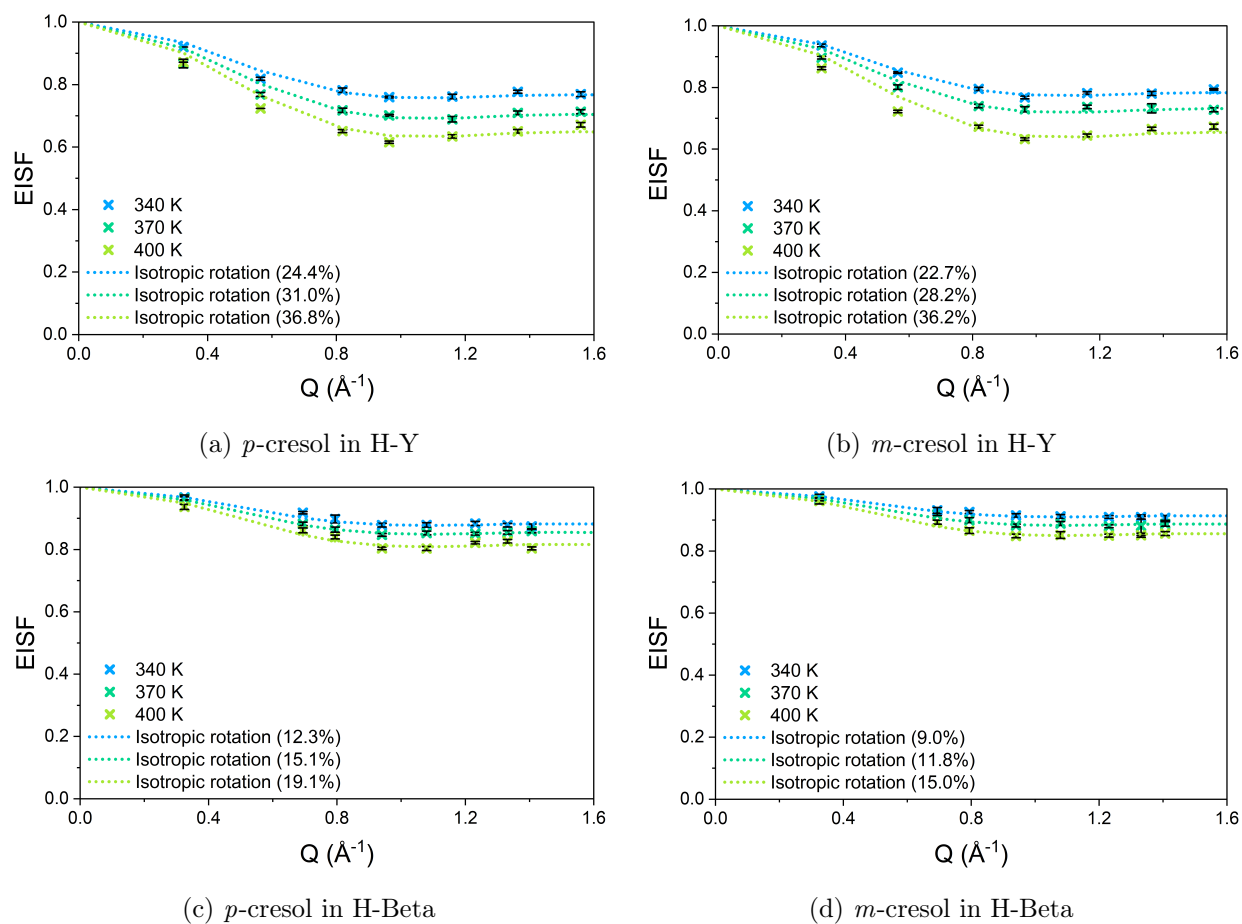 1.0
0.8
0.6
0.4
0.2
0.0
EISF
340 K
370 K
400 K
Isotropic rotation (24.4%)
Isotropic rotation (31.0%)
Isotropic rotation (36.8%)
0.0 0.4 0.8 1.2 1.6
Q (Å⁻¹)
(a) p-cresol in H-Y
1.0
0.8
0.6
0.4
0.2
0.0
EISF
340 K
370 K
400 K
Isotropic rotation (22.7%)
Isotropic rotation (28.2%)
Isotropic rotation (36.2%)
0.0 0.4 0.8 1.2 1.6
Q (Å⁻¹)
(b) m-cresol in H-Y
1.0
0.8
0.6
0.4
0.2
0.0
EISF
340 K
370 K
400 K
Isotropic rotation (12.3%)
Isotropic rotation (15.1%)
Isotropic rotation (19.1%)
0.0 0.4 0.8 1.2 1.6
Q (Å⁻¹)
(c) p-cresol in H-Beta
1.0
0.8
0.6
0.4
0.2
0.0
EISF
340 K
370 K
400 K
Isotropic rotation (9.0%)
Isotropic rotation (11.8%)
Isotropic rotation (15.0%)
0.0 0.4 0.8 1.2 1.6
Q (Å⁻¹)
(d) m-cresol in H-Beta